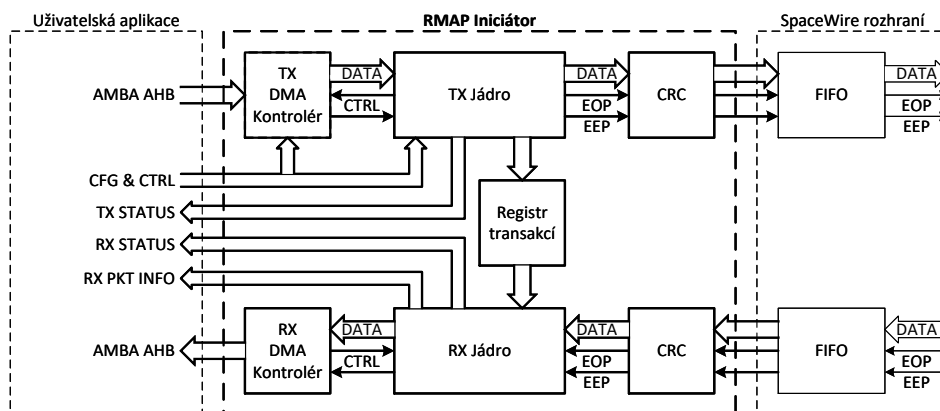 Uživatelská aplikace
RMAP Iniciátor
SpaceWire rozhraní
AMBA AHB
TX
DMA
Kontrolér
DATA
CTRL
TX Jádro
DATA
EOP
EEP
CRC
FIFO
DATA
EOP
EEP
CFG & CTRL
TX STATUS
RX STATUS
RX PKT INFO
Registr
transakcí
AMBA AHB
RX
DMA
Kontrolér
DATA
CTRL
RX Jádro
DATA
EOP
EEP
CRC
FIFO
DATA
EOP
EEP